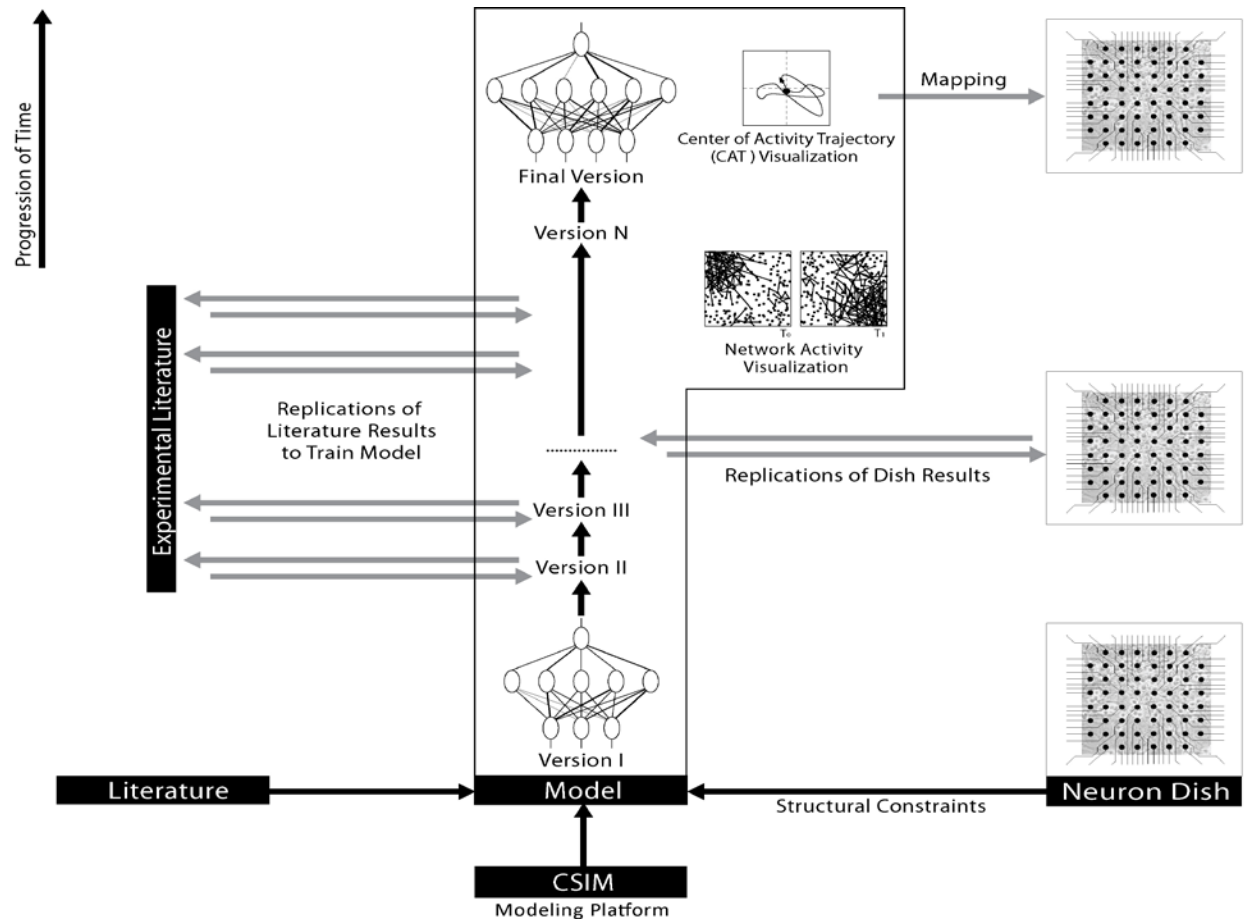 Progression of Time
Final Version
Version N
Center of Activity Trajectory
(CAT ) Visualization
Mapping
T₀
T₁
Network Activity
Visualization
Experimental Literature
Replications of
Literature Results
to Train Model
Replications of Dish Results
Version III
Version II
Version I
Literature
Model
Structural Constraints
Neuron Dish
CSIM
Modeling Platform